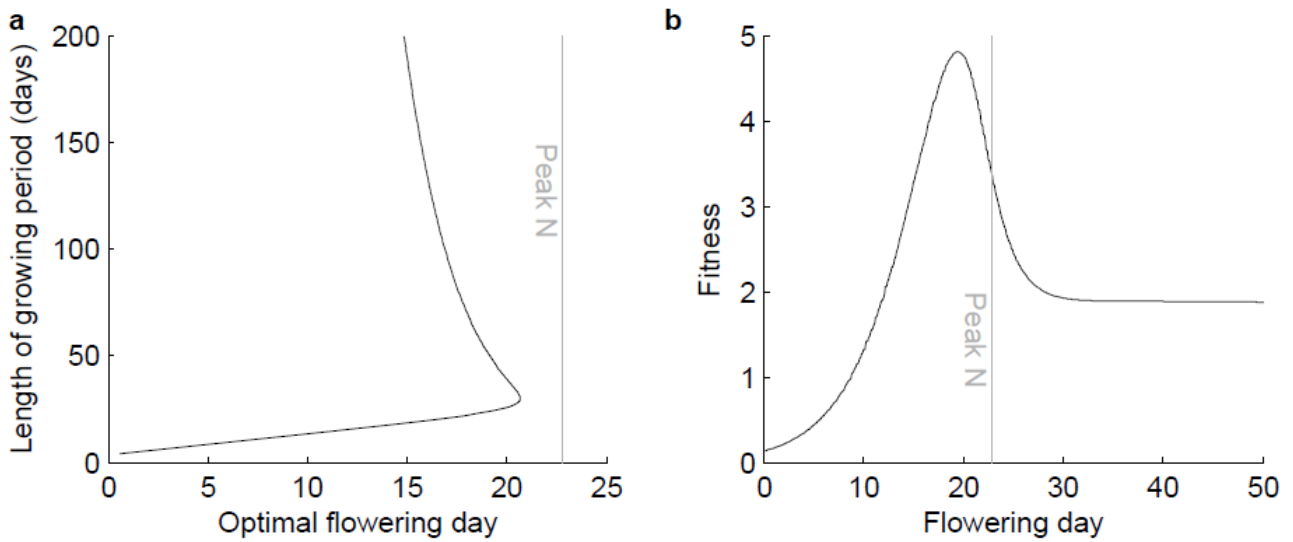 a
Length of growing period (days)
200
150
100
50
0
Peak N
0 5 10 15 20 25
Optimal flowering day
b
Fitness
5
4
3
2
1
0
Peak N
0 10 20 30 40 50
Flowering day